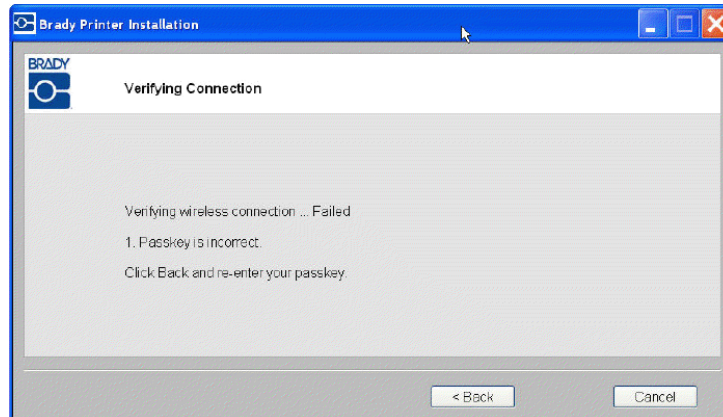 Brady Printer Installation
BRADY
Verifying Connection
Verifying wireless connection ... Failed
1. Passkey is incorrect.
Click Back and re-enter your passkey.
< Back
Cancel